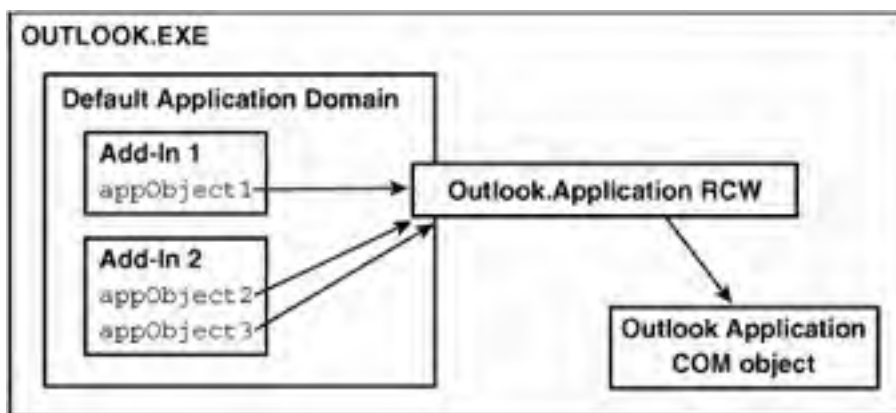 OUTLOOK.EXE
Default Application Domain
Add-In 1
appObject1
Outlook.Application RCW
Add-In 2
appObject2
appObject3
Outlook Application
COM object